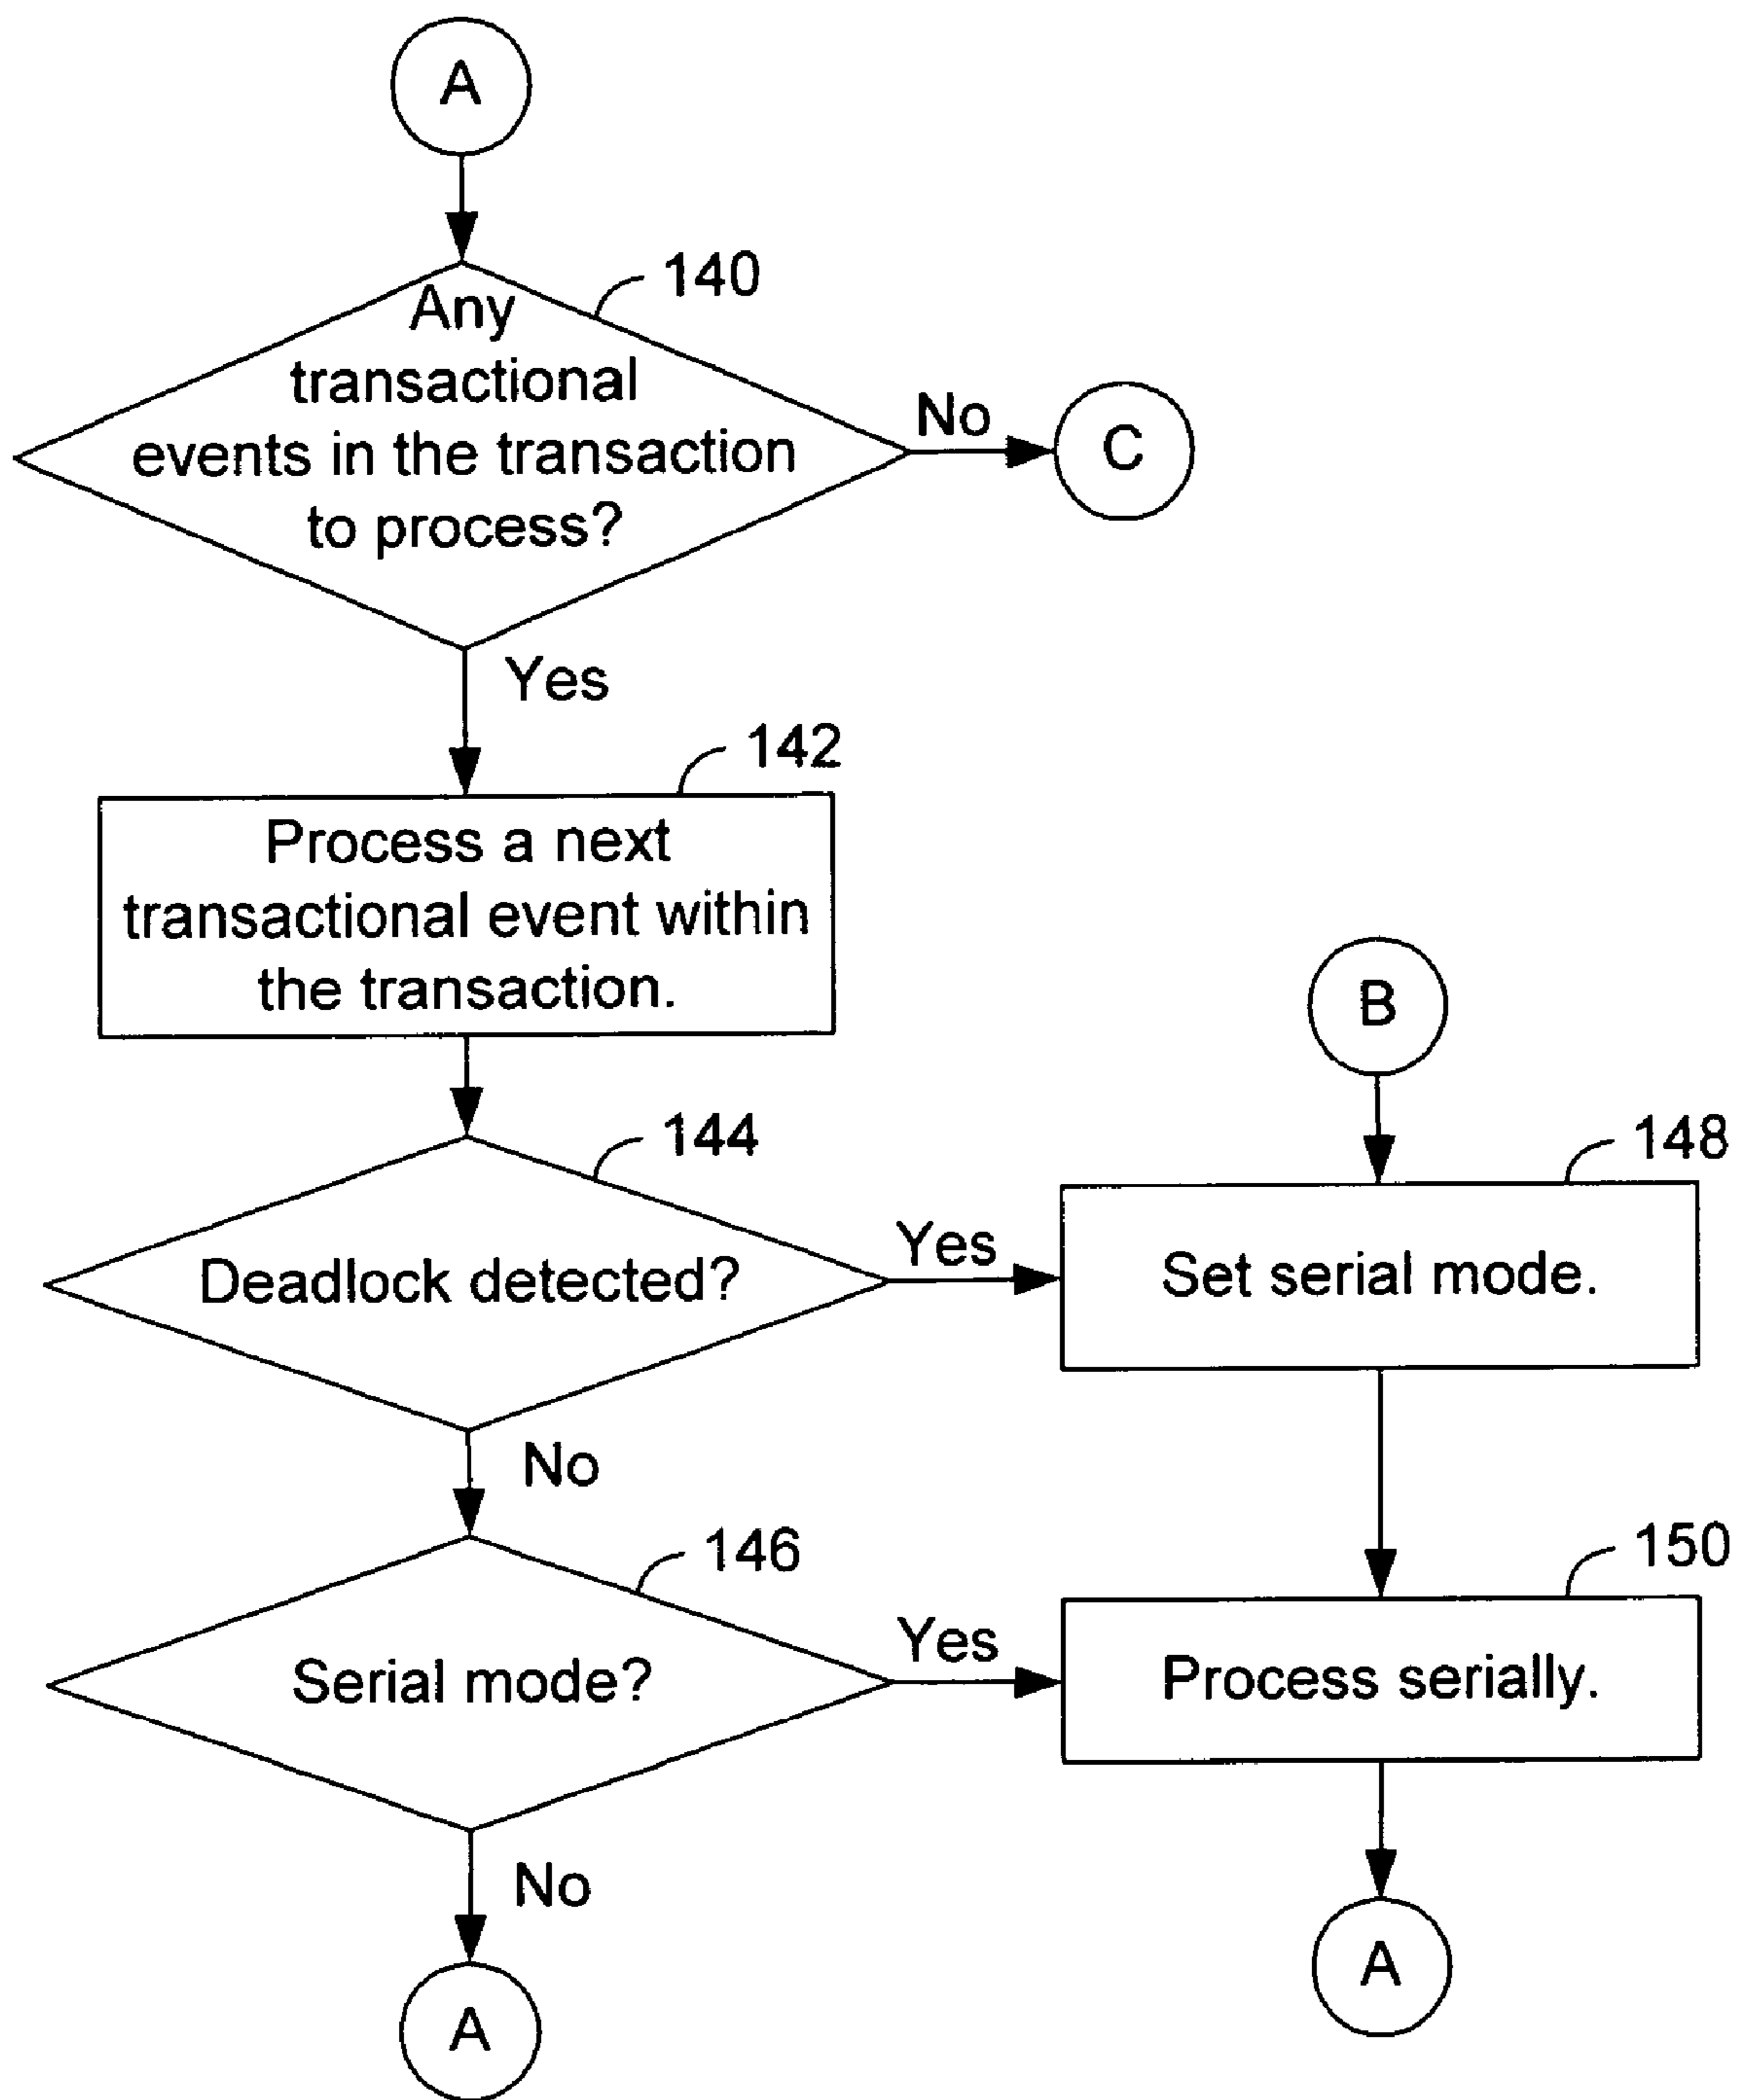 A
140
Any
transactional
events in the transaction
to process?
No
C
Yes
142
Process a next
transactional event within
the transaction.
B
144
148
Deadlock detected?
Yes
Set serial mode.
No
146
150
Serial mode?
Yes
Process serially.
No
A
A